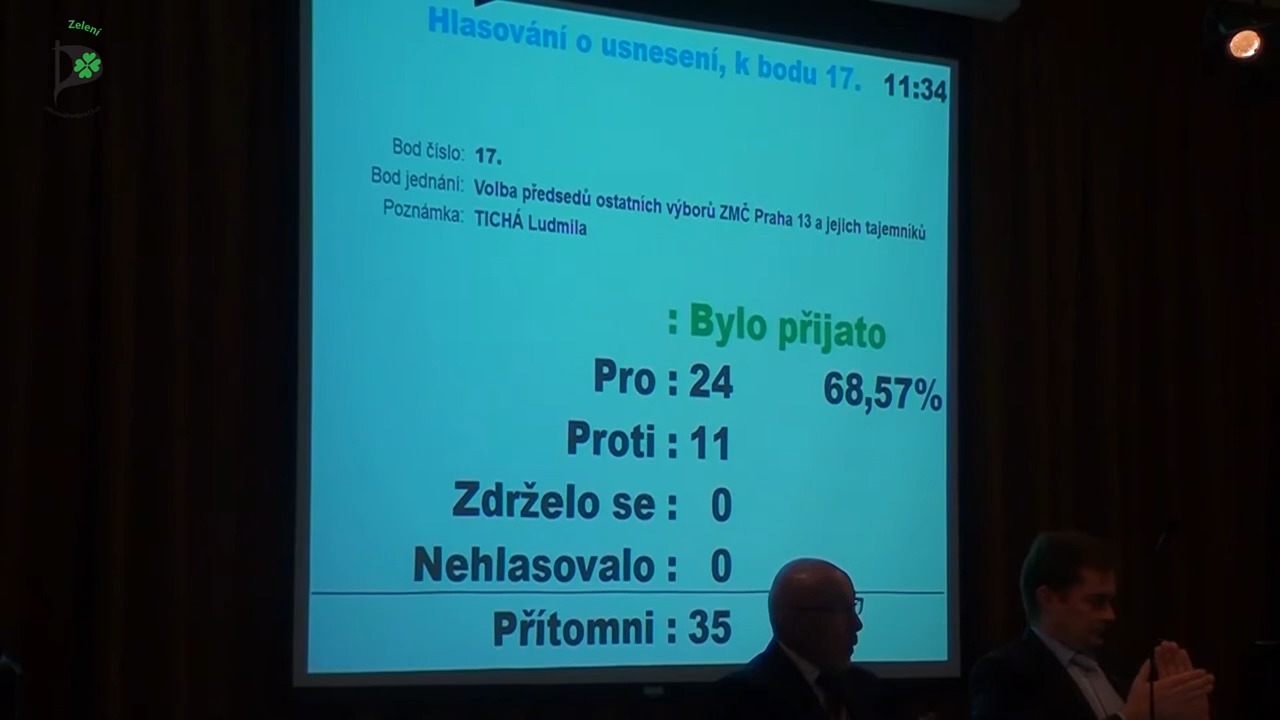 Zelení
Hlasování o usnesení, k bodu 17. 11:34
Bod číslo: 17.
Bod jednání: Volba předsedů ostatních výborů ZMČ Praha 13 a jejich tajemníků
Poznámka: TICHÁ Ludmila
: Bylo přijato
Pro : 24 68,57%
Proti : 11
Zdrželo se : 0
Nehlasovalo : 0
Přítomni : 35